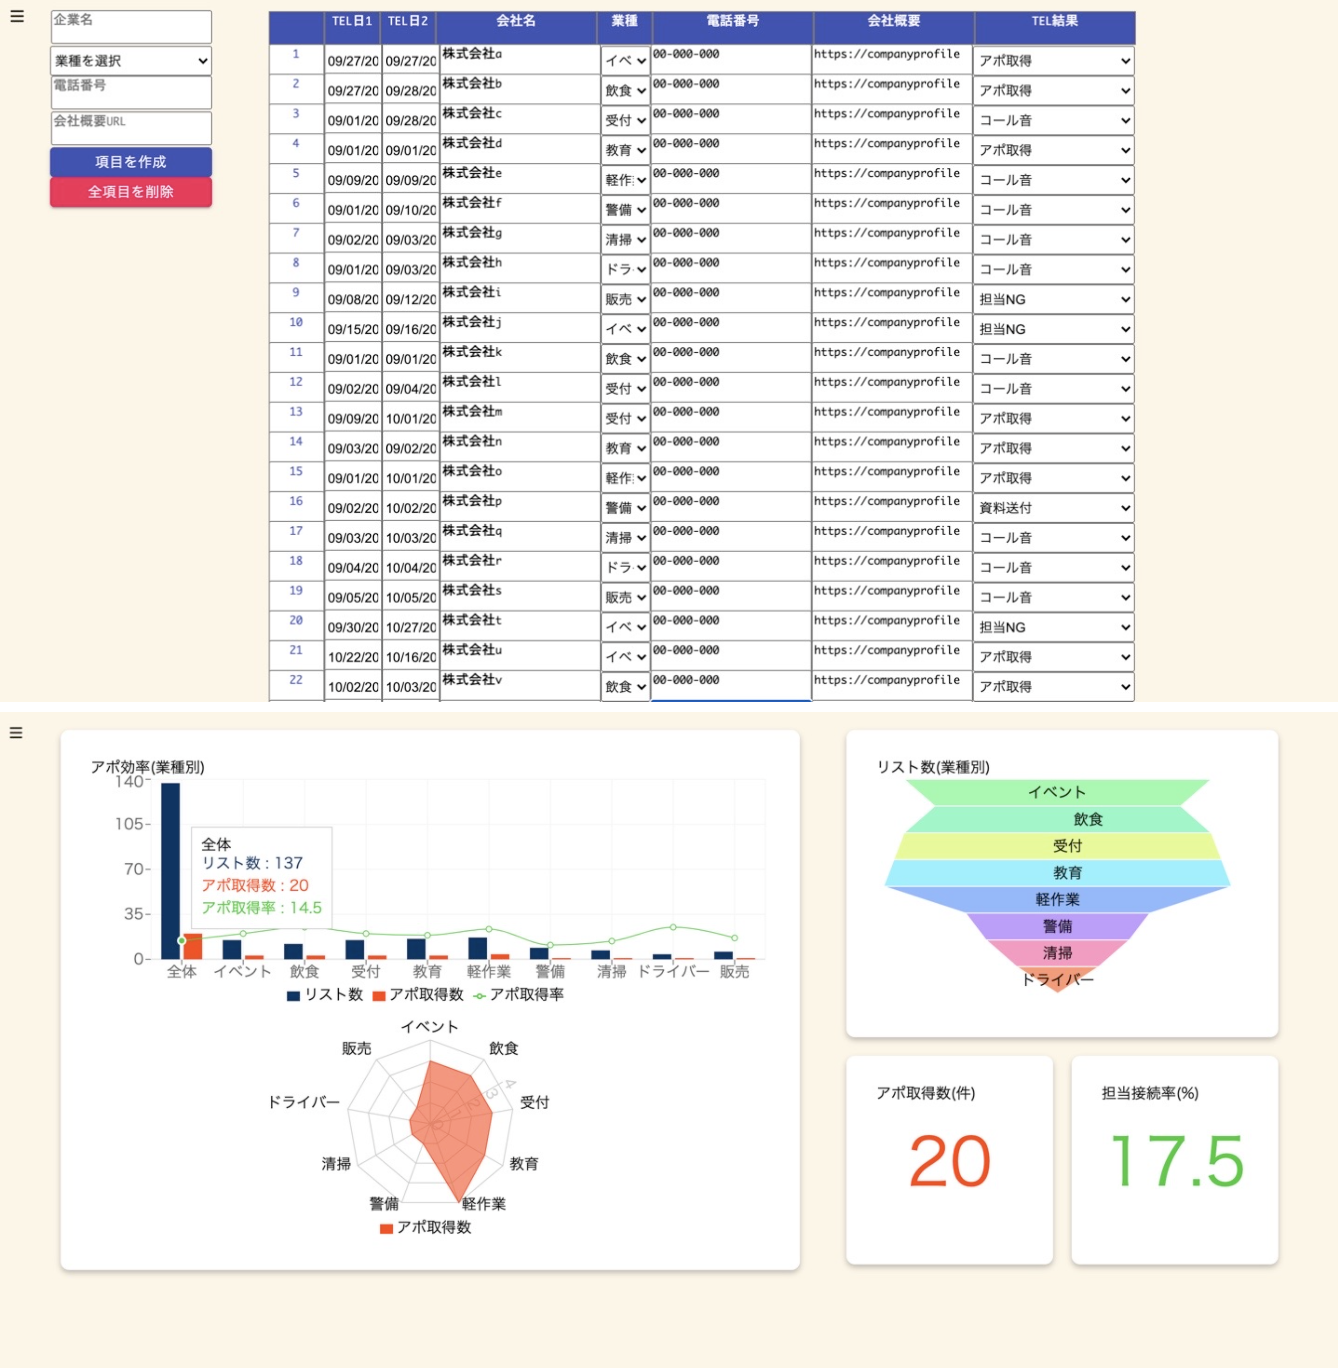 ☰
企業名
業種を選択
電話番号
会社概要URL
項目を作成
全項目を削除
TEL日1 TEL日2 会社名 業種 電話番号 会社概要 TEL結果
1 09/27/20 09/27/20 株式会社a イベ 00-000-000 https://companyprofile アポ取得
2 09/27/20 09/28/20 株式会社b 飲食 00-000-000 https://companyprofile アポ取得
3 09/01/20 09/28/20 株式会社c 受付 00-000-000 https://companyprofile コール音
4 09/01/20 09/01/20 株式会社d 教育 00-000-000 https://companyprofile アポ取得
5 09/09/20 09/09/20 株式会社e 軽作 00-000-000 https://companyprofile コール音
6 09/01/20 09/10/20 株式会社f 警備 00-000-000 https://companyprofile コール音
7 09/02/20 09/03/20 株式会社g 清掃 00-000-000 https://companyprofile コール音
8 09/01/20 09/03/20 株式会社h ドラ 00-000-000 https://companyprofile コール音
9 09/08/20 09/12/20 株式会社i 販売 00-000-000 https://companyprofile 担当NG
10 09/15/20 09/16/20 株式会社j イベ 00-000-000 https://companyprofile 担当NG
11 09/01/20 09/01/20 株式会社k 飲食 00-000-000 https://companyprofile コール音
12 09/02/20 09/04/20 株式会社l 受付 00-000-000 https://companyprofile コール音
13 09/09/20 10/01/20 株式会社m 受付 00-000-000 https://companyprofile アポ取得
14 09/03/20 09/02/20 株式会社n 教育 00-000-000 https://companyprofile アポ取得
15 09/01/20 10/01/20 株式会社o 軽作 00-000-000 https://companyprofile アポ取得
16 09/02/20 10/02/20 株式会社p 警備 00-000-000 https://companyprofile 資料送付
17 09/03/20 10/03/20 株式会社q 清掃 00-000-000 https://companyprofile コール音
18 09/04/20 10/04/20 株式会社r ドラ 00-000-000 https://companyprofile コール音
19 09/05/20 10/05/20 株式会社s 販売 00-000-000 https://companyprofile コール音
20 09/30/20 10/27/20 株式会社t イベ 00-000-000 https://companyprofile 担当NG
21 10/22/20 10/16/20 株式会社u イベ 00-000-000 https://companyprofile アポ取得
22 10/02/20 10/03/20 株式会社v 飲食 00-000-000 https://companyprofile アポ取得
☰
アポ効率(業種別)
140
105
70
35
0
全体
リスト数 : 137
アポ取得数 : 20
アポ取得率 : 14.5
全体 イベント 飲食 受付 教育 軽作業 警備 清掃 ドライバー 販売
リスト数 アポ取得数 アポ取得率
イベント
飲食
受付
教育
軽作業
警備
清掃
ドライバー
販売
0 1 2 3 4
アポ取得数
リスト数(業種別)
イベント
飲食
受付
教育
軽作業
警備
清掃
ドライバー
アポ取得数(件)
20
担当接続率(%)
17.5